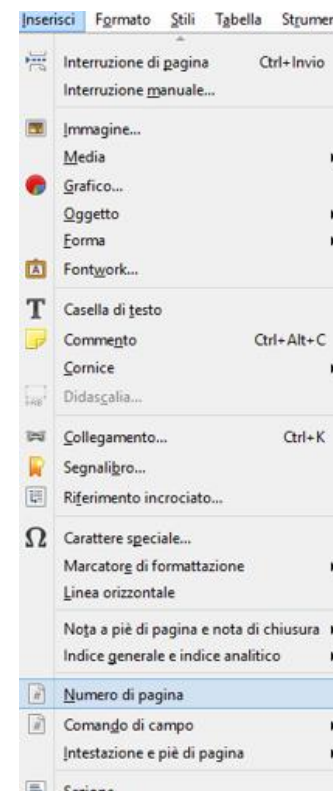 Inserisci Formato Stili Tabella Strumen
Interruzione di pagina Ctrl+Invio
Interruzione manuale...
Immagine...
Media
Grafico...
Oggetto
Forma
Fontwork...
Casella di testo
Commento Ctrl+Alt+C
Cornice
Didascalia...
Collegamento... Ctrl+K
Segnalibro...
Riferimento incrociato...
Carattere speciale...
Marcatore di formattazione
Linea orizzontale
Nota a piè di pagina e nota di chiusura
Indice generale e indice analitico
Numero di pagina
Comando di campo
Intestazione e piè di pagina